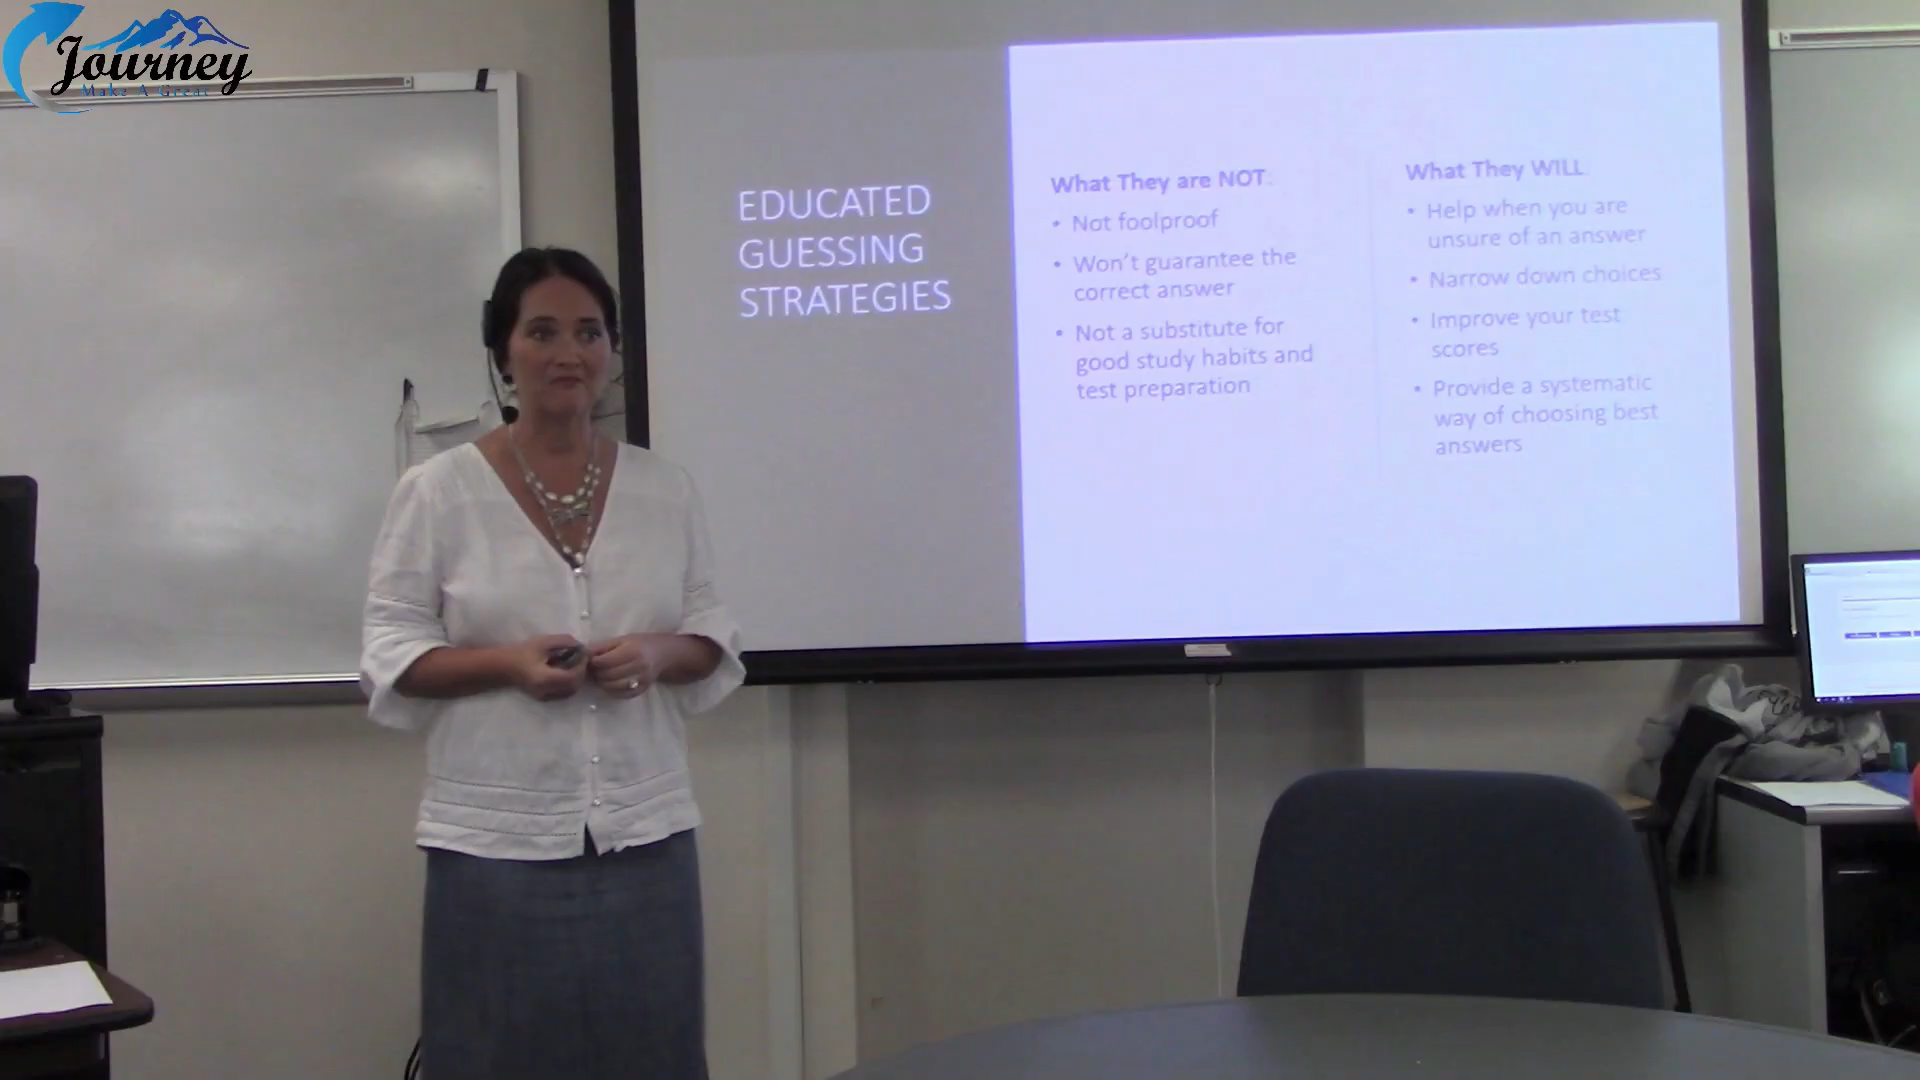 Journey
Make A Great
EDUCATED
GUESSING
STRATEGIES
What They are NOT:
• Not foolproof
• Won't guarantee the
correct answer
• Not a substitute for
good study habits and
test preparation
What They WILL:
• Help when you are
unsure of an answer
• Narrow down choices
• Improve your test
scores
• Provide a systematic
way of choosing best
answers